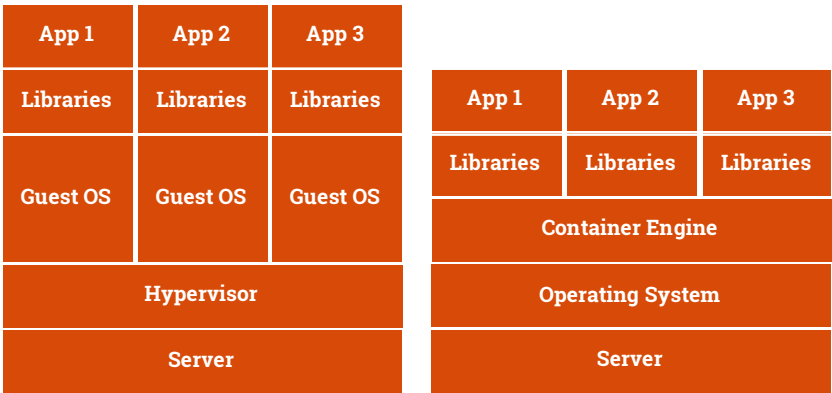 App 1 App 2 App 3
Libraries Libraries Libraries
Guest OS Guest OS Guest OS
Hypervisor
Server
App 1 App 2 App 3
Libraries Libraries Libraries
Container Engine
Operating System
Server